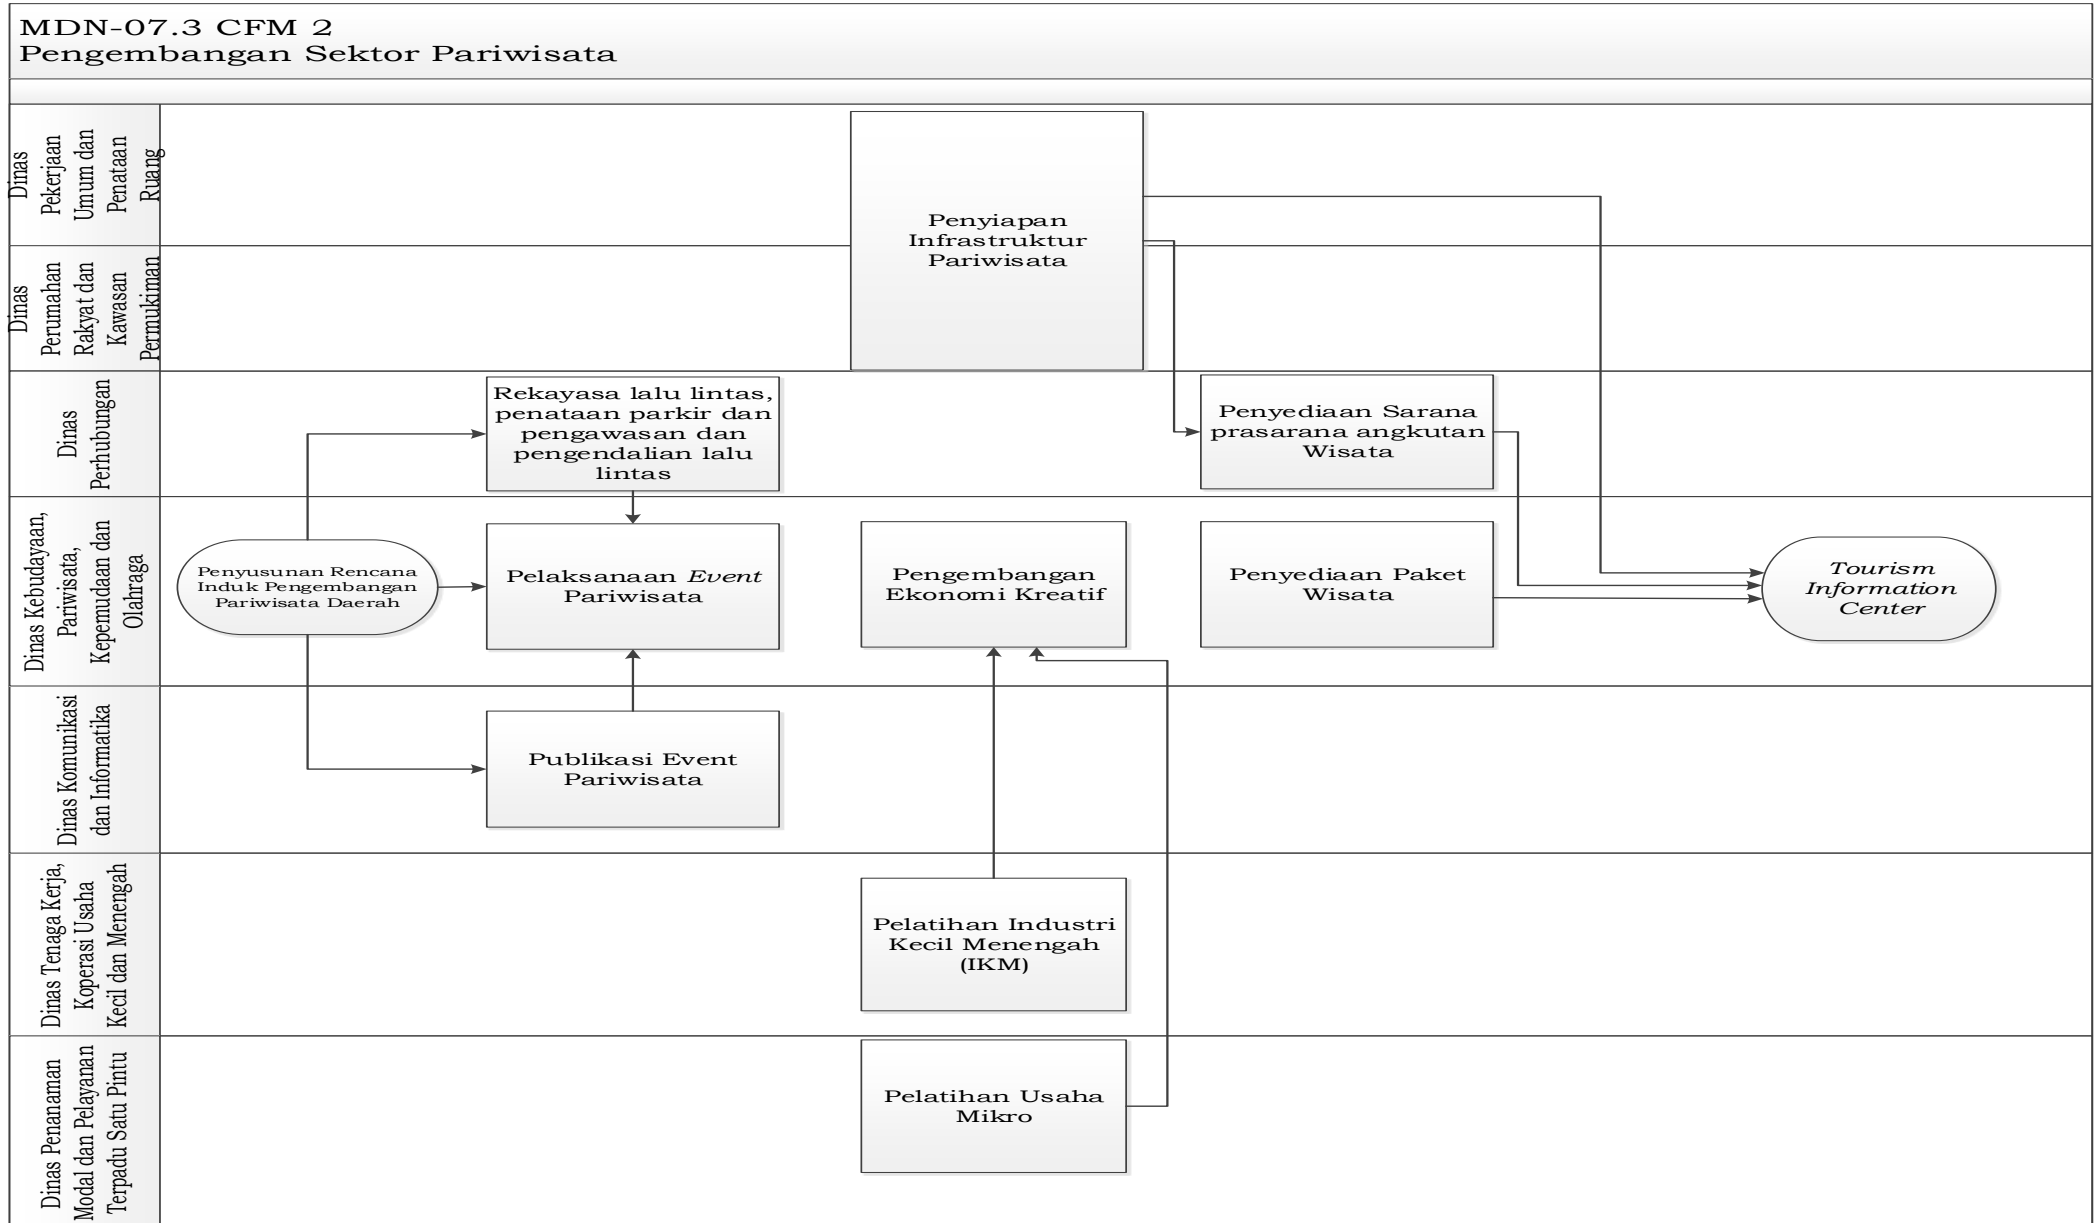 MDN-07.3 CFM 2
Pengembangan Sektor Pariwisata
Dinas
Pekerjaan
Umum dan
Penataan
Ruang
Penyiapan
Infrastruktur
Pariwisata
Dinas
Perumahan
Rakyat dan
Kawasan
Permukiman
Dinas
Perhubungan
Rekayasa lalu lintas,
penataan parkir dan
pengawasan dan
pengendalian lalu
lintas
Penyediaan Sarana
prasarana angkutan
Wisata
Dinas Kebudayaan,
Pariwisata,
Kepemudaan dan
Olahraga
Penyusunan Rencana
Induk Pengembangan
Pariwisata Daerah
Pelaksanaan Event
Pariwisata
Pengembangan
Ekonomi Kreatif
Penyediaan Paket
Wisata
Tourism
Information
Center
Dinas Komunikasi
dan Informatika
Publikasi Event
Pariwisata
Dinas Tenaga Kerja,
Koperasi Usaha
Kecil dan Menengah
Pelatihan Industri
Kecil Menengah
(IKM)
Dinas Penanaman
Modal dan Pelayanan
Terpadu Satu Pintu
Pelatihan Usaha
Mikro